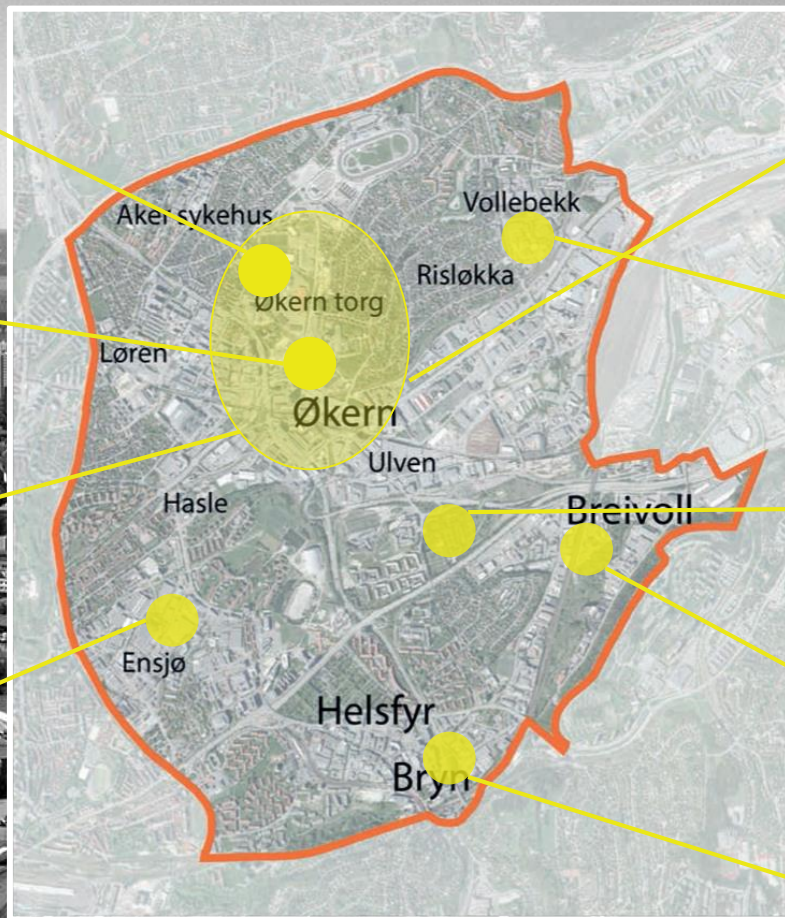 Vollebekk
Aker sykehus
Risløkka
Økern torg
Løren
Økern
Ulven
Hasle
Breivoll
Ensjø
Helsfyr
Bryn